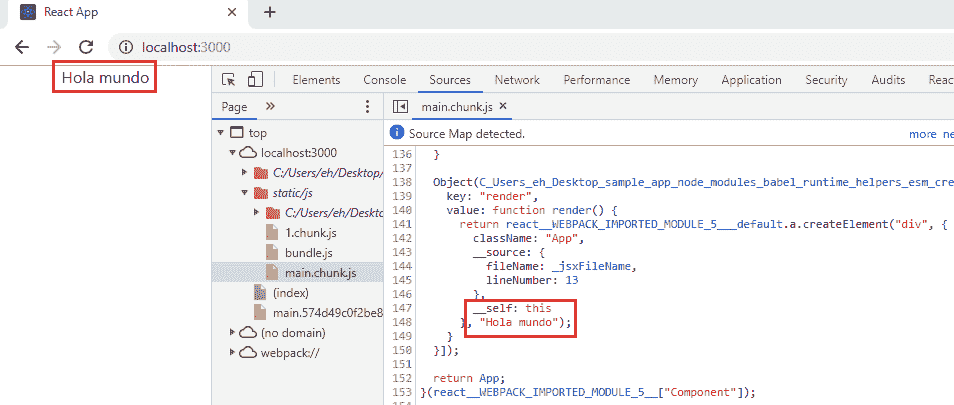 React App
localhost:3000
Hola mundo
Elements Console Sources Network Performance Memory Application Security Audits Reac
Page »
main.chunk.js
top
localhost:3000
C:/Users/eh/Desktop/
static/js
C:/Users/eh/Desktop/
1.chunk.js
bundle.js
main.chunk.js
(index)
main.574d49c0f2be8
(no domain)
webpack://
Source Map detected.
more
136 }
137
138 Object(C_Users_eh_Desktop_sample_app_node_modules_babel_runtime_helpers_esm_cre
139 key: "render",
140 value: function render() {
141 return react__WEBPACK_IMPORTED_MODULE_5___default.a.createElement("div", {
142 className: "App",
143 __source: {
144 fileName: _jsxFileName,
145 lineNumber: 13
146 },
147 __self: this
148 }, "Hola mundo");
149 }
150 }]);
151
152 return App;
153 }(react__WEBPACK_IMPORTED_MODULE_5__["Component"]);